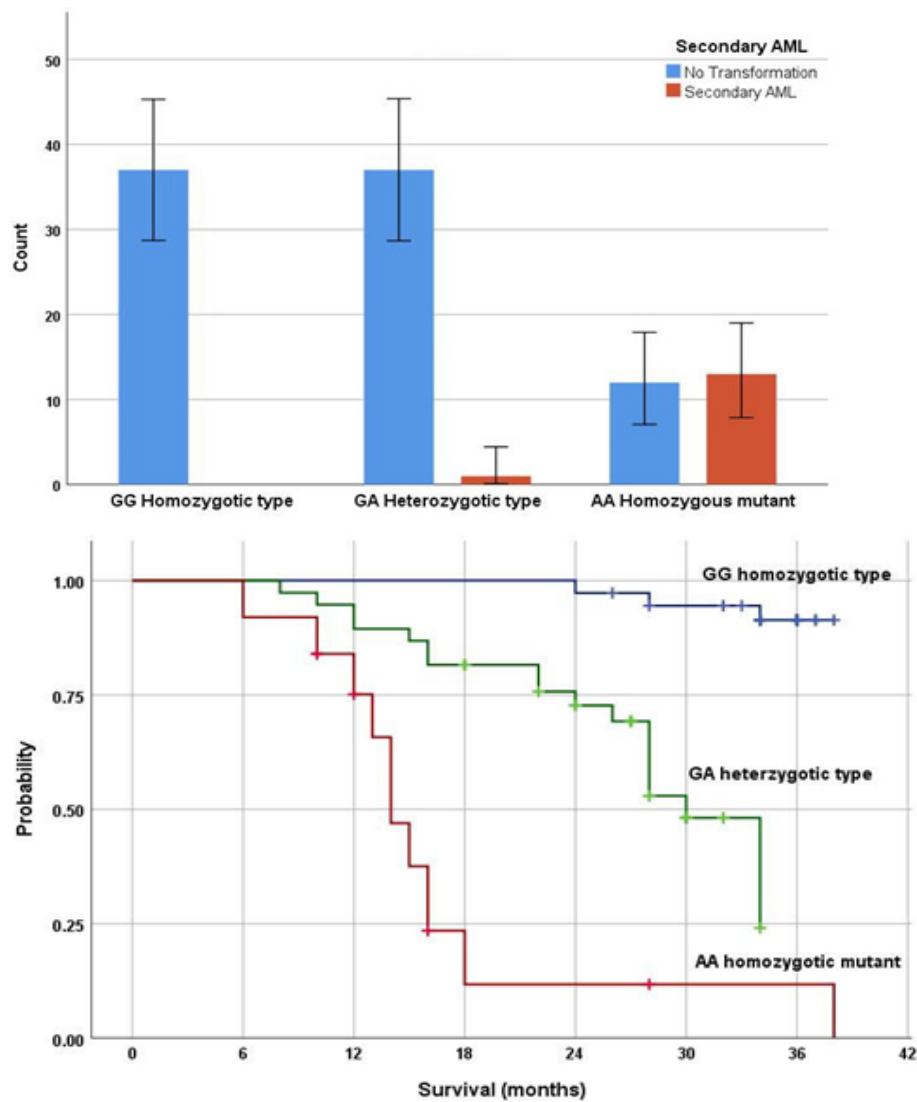 Secondary AML
No Transformation
Secondary AML
50
40
30
20
10
0
Count
GG Homozygotic type
GA Heterozygotic type
AA Homozygous mutant
1.00
0.75
0.50
0.25
0.00
Probability
GG homozygotic type
GA heterzygotic type
AA homozygotic mutant
0 6 12 18 24 30 36 42
Survival (months)